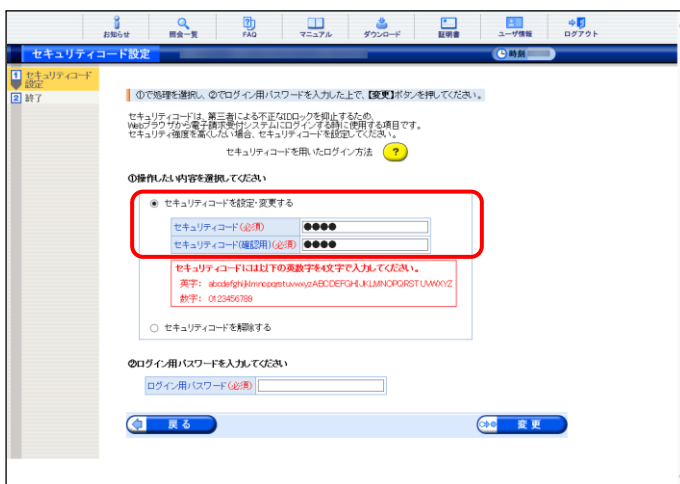 お知らせ 照会一覧 FAQ マニュアル ダウンロード 証明書 ユーザ情報 ログアウト
セキュリティコード設定 時刻
1 セキュリティコード設定
2 終了
①で処理を選択し、②でログイン用パスワードを入力した上で、【変更】ボタンを押してください。
セキュリティコードは、第三者による不正なIDロックを抑止するため、
Webブラウザから電子請求受付システムにログインする時に使用する項目です。
セキュリティ強度を高くしたい場合、セキュリティコードを設定してください。
セキュリティコードを用いたログイン方法 ?
①操作したい内容を選択してください
セキュリティコードを設定・変更する
セキュリティコード(必須) ●●●●
セキュリティコード(確認用)(必須) ●●●●
セキュリティコードには以下の英数字を4文字で入力してください。
英字: abcdefghijklmnopqrstuvwxyzABCDEFGHIJKLMNOPQRSTUVWXYZ
数字: 0123456789
セキュリティコードを解除する
②ログイン用パスワードを入力してください
ログイン用パスワード(必須)
戻る 変更